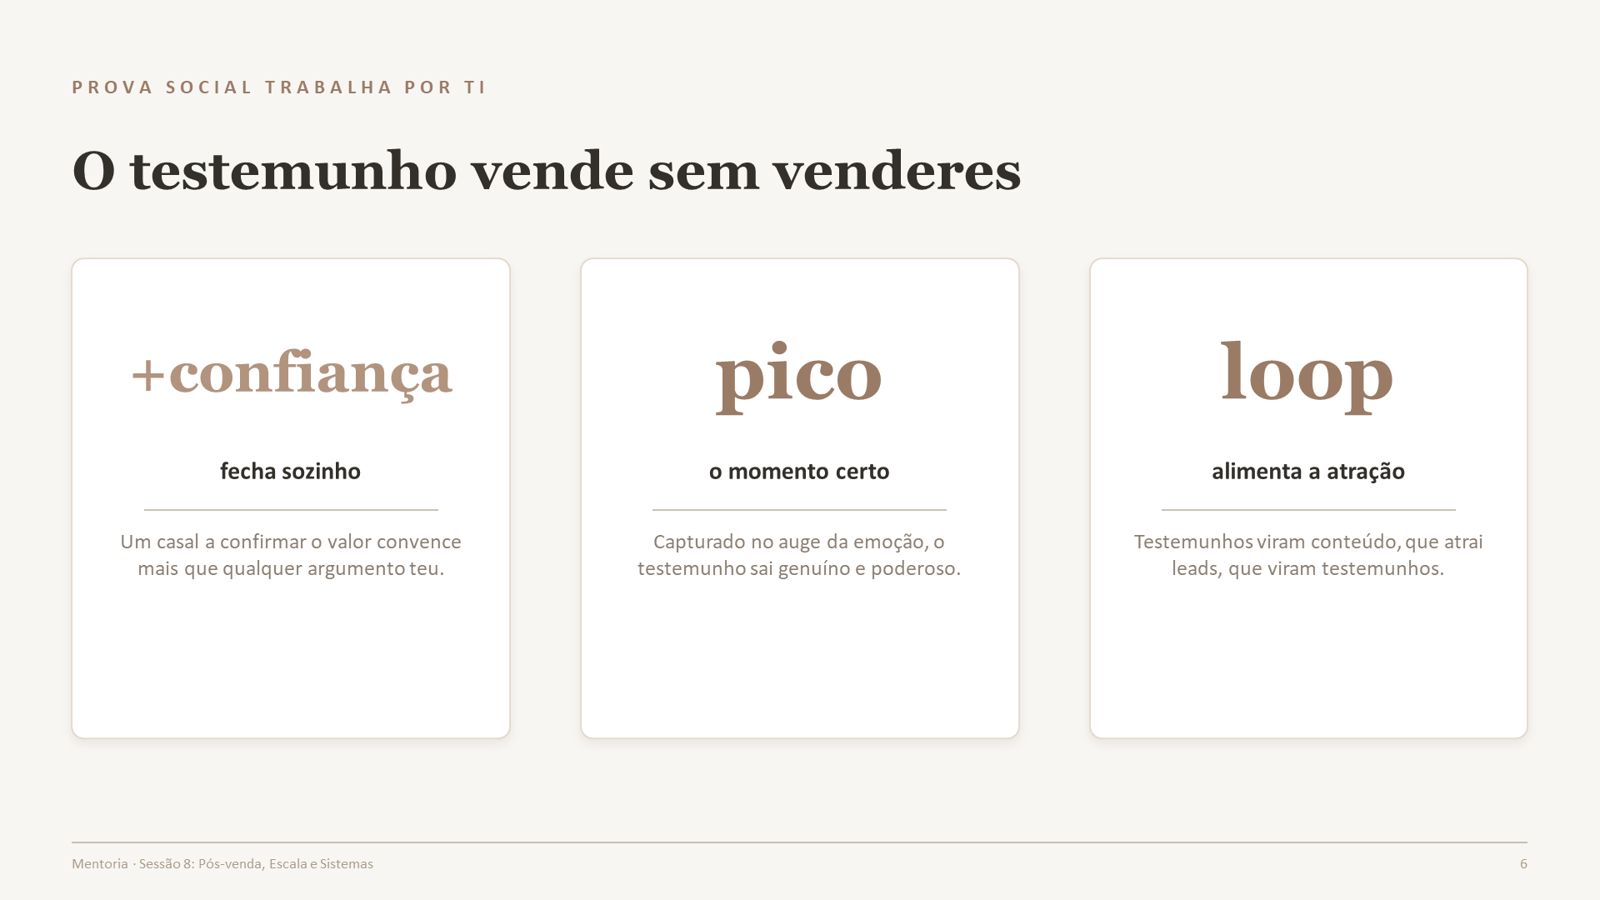 PROVA SOCIAL TRABALHA POR TI
O testemunho vende sem venderes
+confiança
fecha sozinho
Um casal a confirmar o valor convence
mais que qualquer argumento teu.
pico
o momento certo
Capturado no auge da emoção, o
testemunho sai genuíno e poderoso.
loop
alimenta a atração
Testemunhos viram conteúdo, que atrai
leads, que viram testemunhos.
Mentoria · Sessão 8: Pós-venda, Escala e Sistemas
6